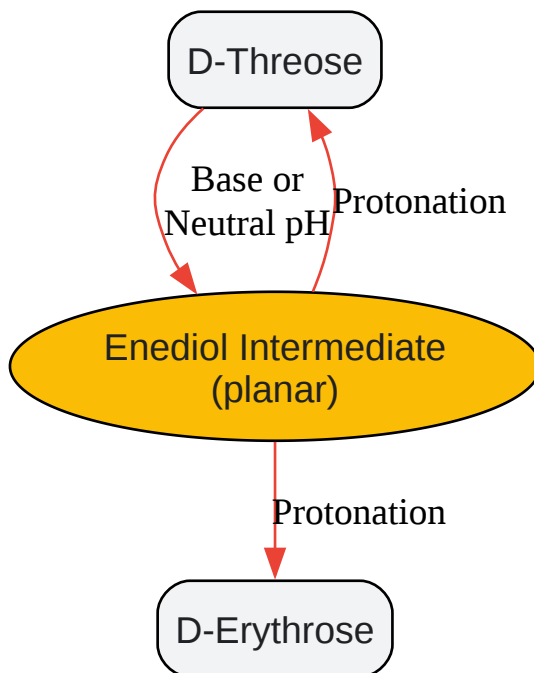 D-Threose
Base or
Neutral pH
Protonation
Enediol Intermediate
(planar)
Protonation
D-Erythrose